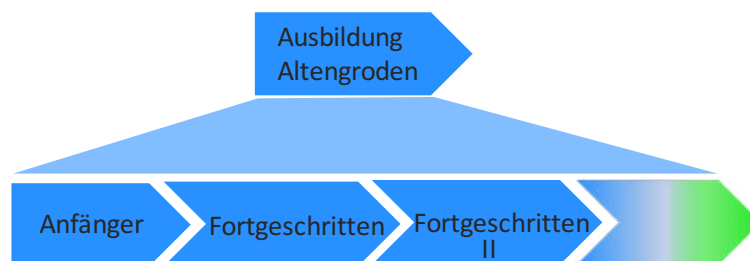 Ausbildung
Altengroden
Anfänger
Fortgeschritten
Fortgeschritten
II